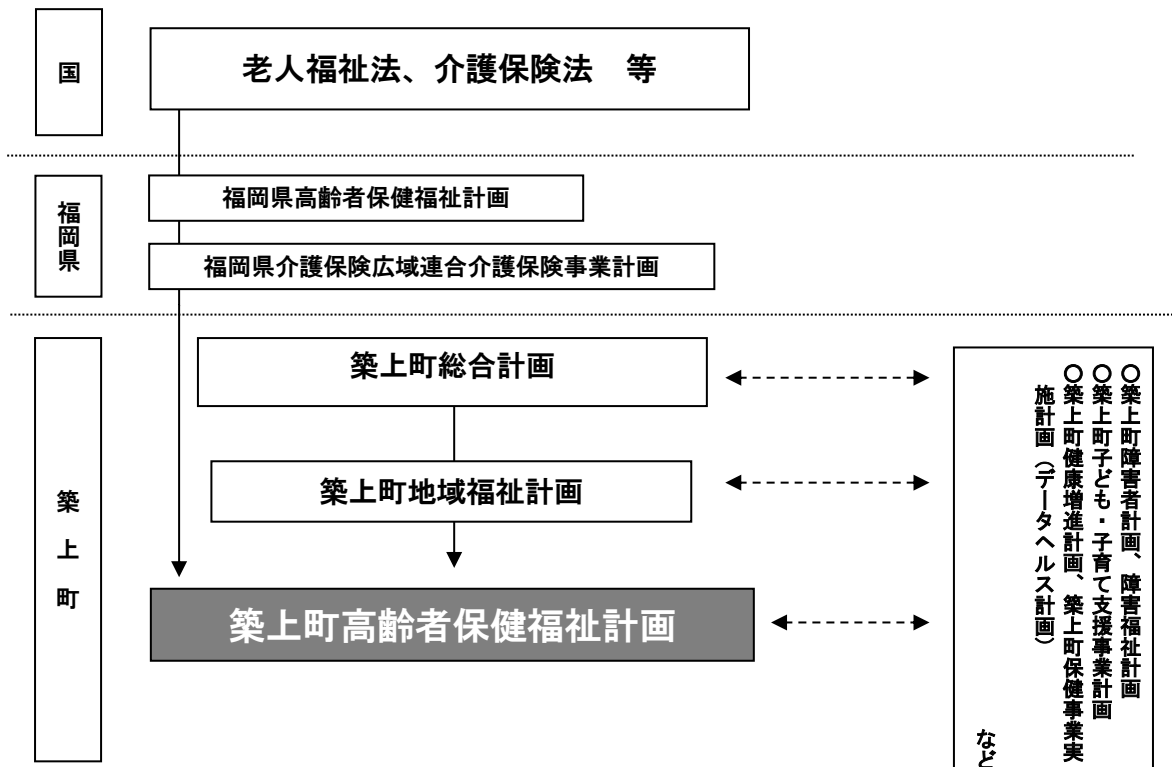 国
老人福祉法、介護保険法　等
福岡県
福岡県高齢者保健福祉計画
福岡県介護保険広域連合介護保険事業計画
築上町
築上町総合計画
築上町地域福祉計画
築上町高齢者保健福祉計画
○築上町障害者計画、障害福祉計画
○築上町子ども・子育て支援事業計画
○築上町健康増進計画、築上町保健事業実
施計画（データヘルス計画）
など